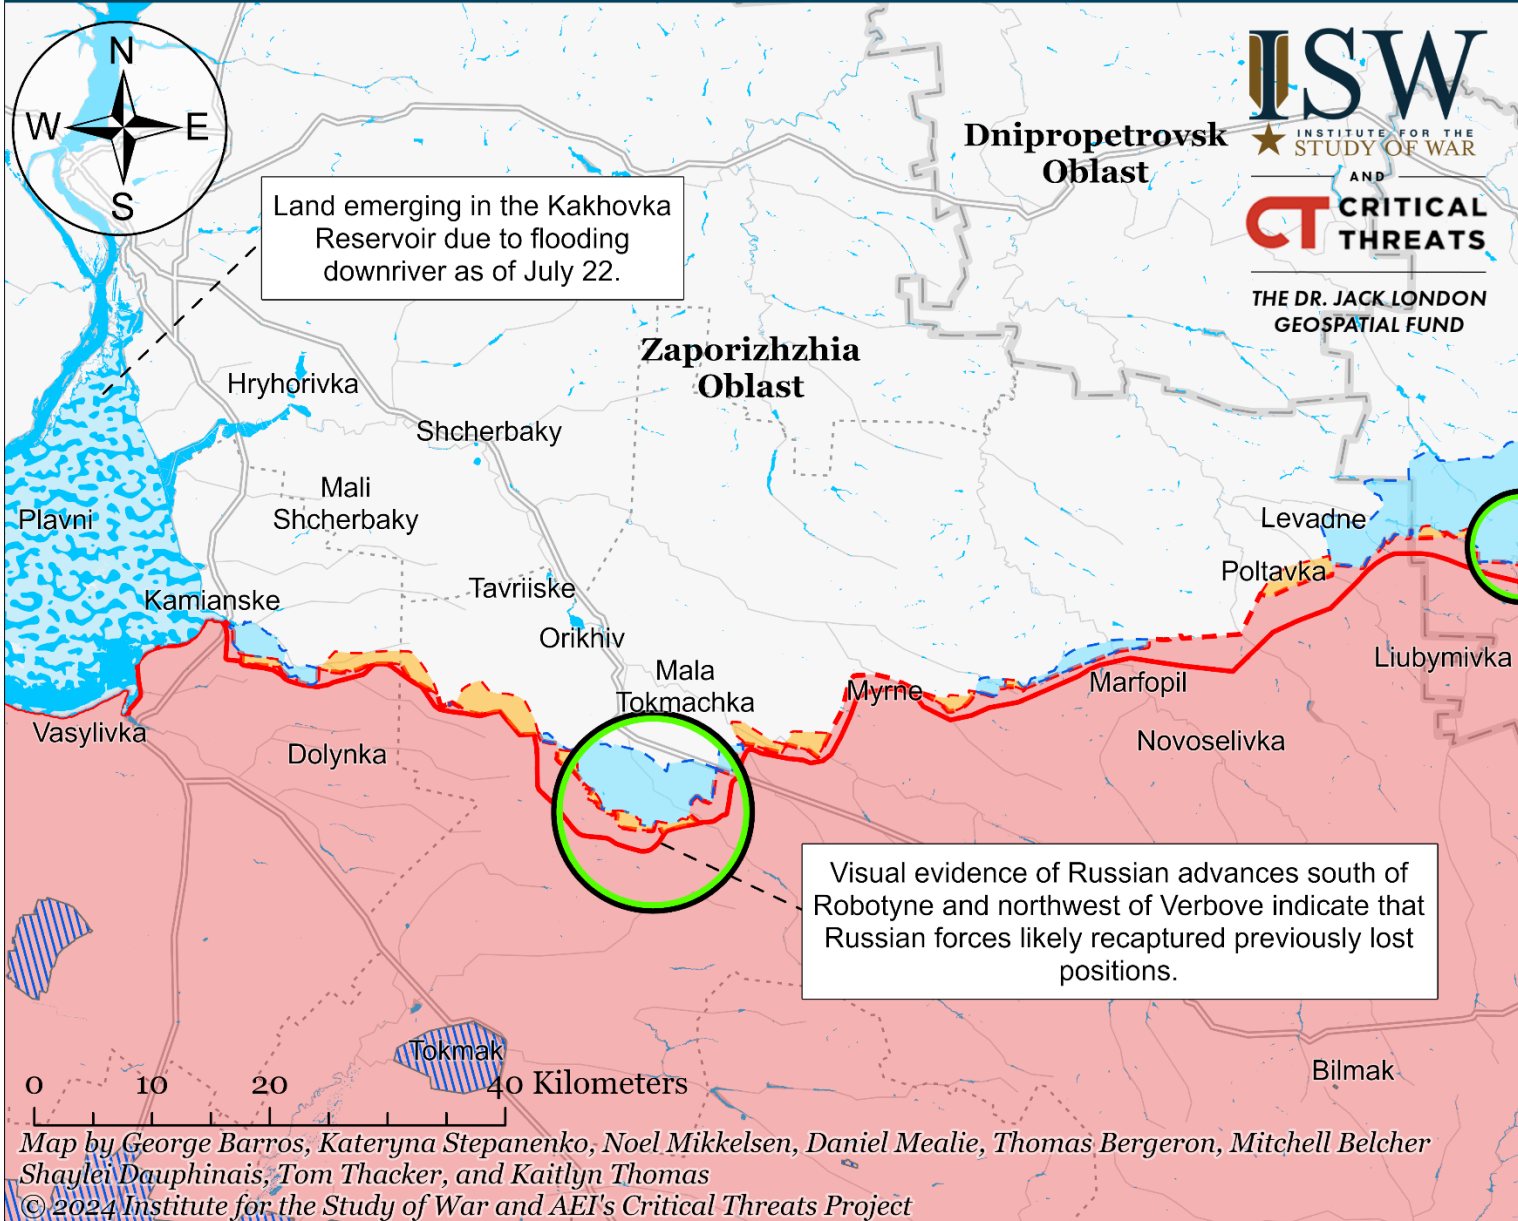 N
W
E
S
ISW
INSTITUTE FOR THE
STUDY OF WAR
AND
CT CRITICAL
THREATS
THE DR. JACK LONDON
GEOSPATIAL FUND
Dnipropetrovsk
Oblast
Land emerging in the Kakhovka
Reservoir due to flooding
downriver as of July 22.
Zaporizhzhia
Oblast
Hryhorivka
Shcherbaky
Mali
Shcherbaky
Plavni
Levadne
Poltavka
Tavriiske
Kamianske
Orikhiv
Mala
Tokmachka
Myrne
Marfopil
Liubymivka
Vasylivka
Dolynka
Novoselivka
Visual evidence of Russian advances south of
Robotyne and northwest of Verbove indicate that
Russian forces likely recaptured previously lost
positions.
Tokmak
Bilmak
0 10 20 40 Kilometers
Map by George Barros, Kateryna Stepanenko, Noel Mikkelsen, Daniel Mealie, Thomas Bergeron, Mitchell Belcher
Shaylei Dauphinais, Tom Thacker, and Kaitlyn Thomas
© 2024 Institute for the Study of War and AEI's Critical Threats Project